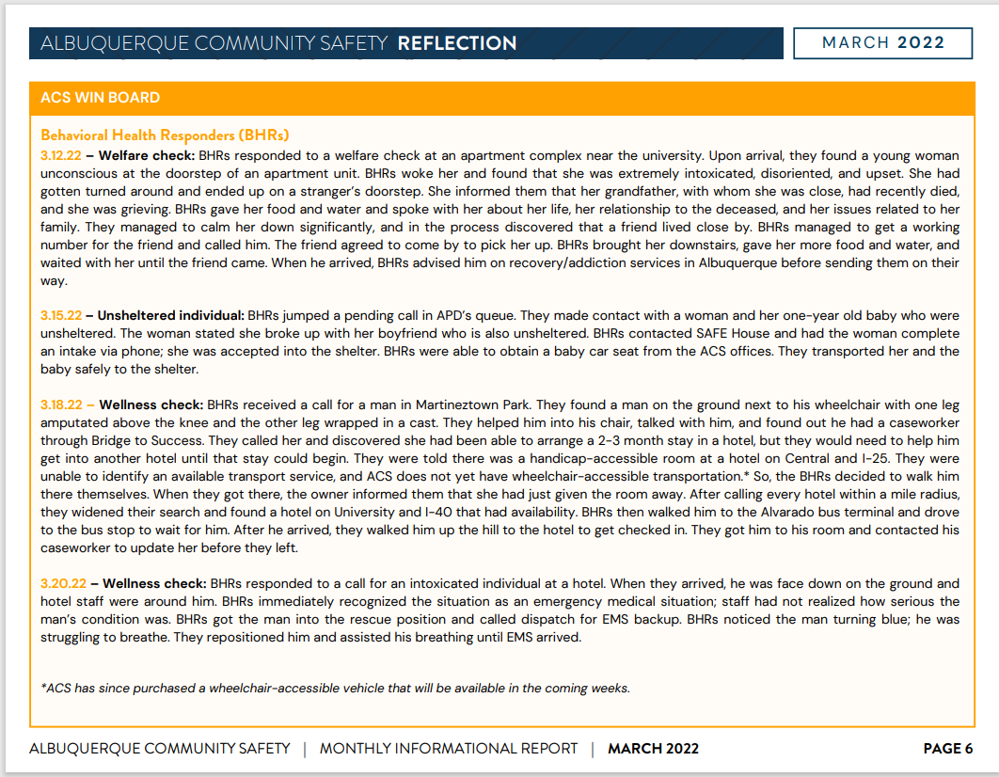 ALBUQUERQUE COMMUNITY SAFETY REFLECTION
MARCH 2022
ACS WIN BOARD
Behavioral Health Responders (BHRs)
3.12.22 – Welfare check: BHRs responded to a welfare check at an apartment complex near the university. Upon arrival, they found a young woman
unconscious at the doorstep of an apartment unit. BHRs woke her and found that she was extremely intoxicated, disoriented, and upset. She had
gotten turned around and ended up on a stranger's doorstep. She informed them that her grandfather, with whom she was close, had recently died,
and she was grieving. BHRs gave her food and water and spoke with her about her life, her relationship to the deceased, and her issues related to her
family. They managed to calm her down significantly, and in the process discovered that a friend lived close by. BHRs managed to get a working
number for the friend and called him. The friend agreed to come by to pick her up. BHRs brought her downstairs, gave her more food and water, and
waited with her until the friend came. When he arrived, BHRs advised him on recovery/addiction services in Albuquerque before sending them on their
way.
3.15.22 – Unsheltered individual: BHRs jumped a pending call in APD's queue. They made contact with a woman and her one-year old baby who were
unsheltered. The woman stated she broke up with her boyfriend who is also unsheltered. BHRs contacted SAFE House and had the woman complete
an intake via phone; she was accepted into the shelter. BHRs were able to obtain a baby car seat from the ACS offices. They transported her and the
baby safely to the shelter.
3.18.22 – Wellness check: BHRs received a call for a man in Martineztown Park. They found a man on the ground next to his wheelchair with one leg
amputated above the knee and the other leg wrapped in a cast. They helped him into his chair, talked with him, and found out he had a caseworker
through Bridge to Success. They called her and discovered she had been able to arrange a 2-3 month stay in a hotel, but they would need to help him
get into another hotel until that stay could begin. They were told there was a handicap-accessible room at a hotel on Central and I-25. They were
unable to identify an available transport service, and ACS does not yet have wheelchair-accessible transportation.* So, the BHRs decided to walk him
there themselves. When they got there, the owner informed them that she had just given the room away. After calling every hotel within a mile radius,
they widened their search and found a hotel on University and I-40 that had availability. BHRs then walked him to the Alvarado bus terminal and drove
to the bus stop to wait for him. After he arrived, they walked him up the hill to the hotel to get checked in. They got him to his room and contacted his
caseworker to update her before they left.
3.20.22 – Wellness check: BHRs responded to a call for an intoxicated individual at a hotel. When they arrived, he was face down on the ground and
hotel staff were around him. BHRs immediately recognized the situation as an emergency medical situation; staff had not realized how serious the
man's condition was. BHRs got the man into the rescue position and called dispatch for EMS backup. BHRs noticed the man turning blue; he was
struggling to breathe. They repositioned him and assisted his breathing until EMS arrived.
*ACS has since purchased a wheelchair-accessible vehicle that will be available in the coming weeks.
ALBUQUERQUE COMMUNITY SAFETY | MONTHLY INFORMATIONAL REPORT | MARCH 2022
PAGE 6